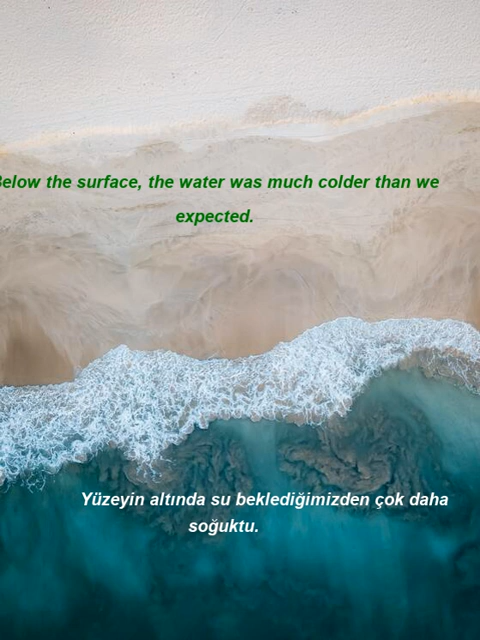 Below the surface, the water was much colder than we
expected.
Yüzeyin altında su beklediğimizden çok daha
soğuktu.